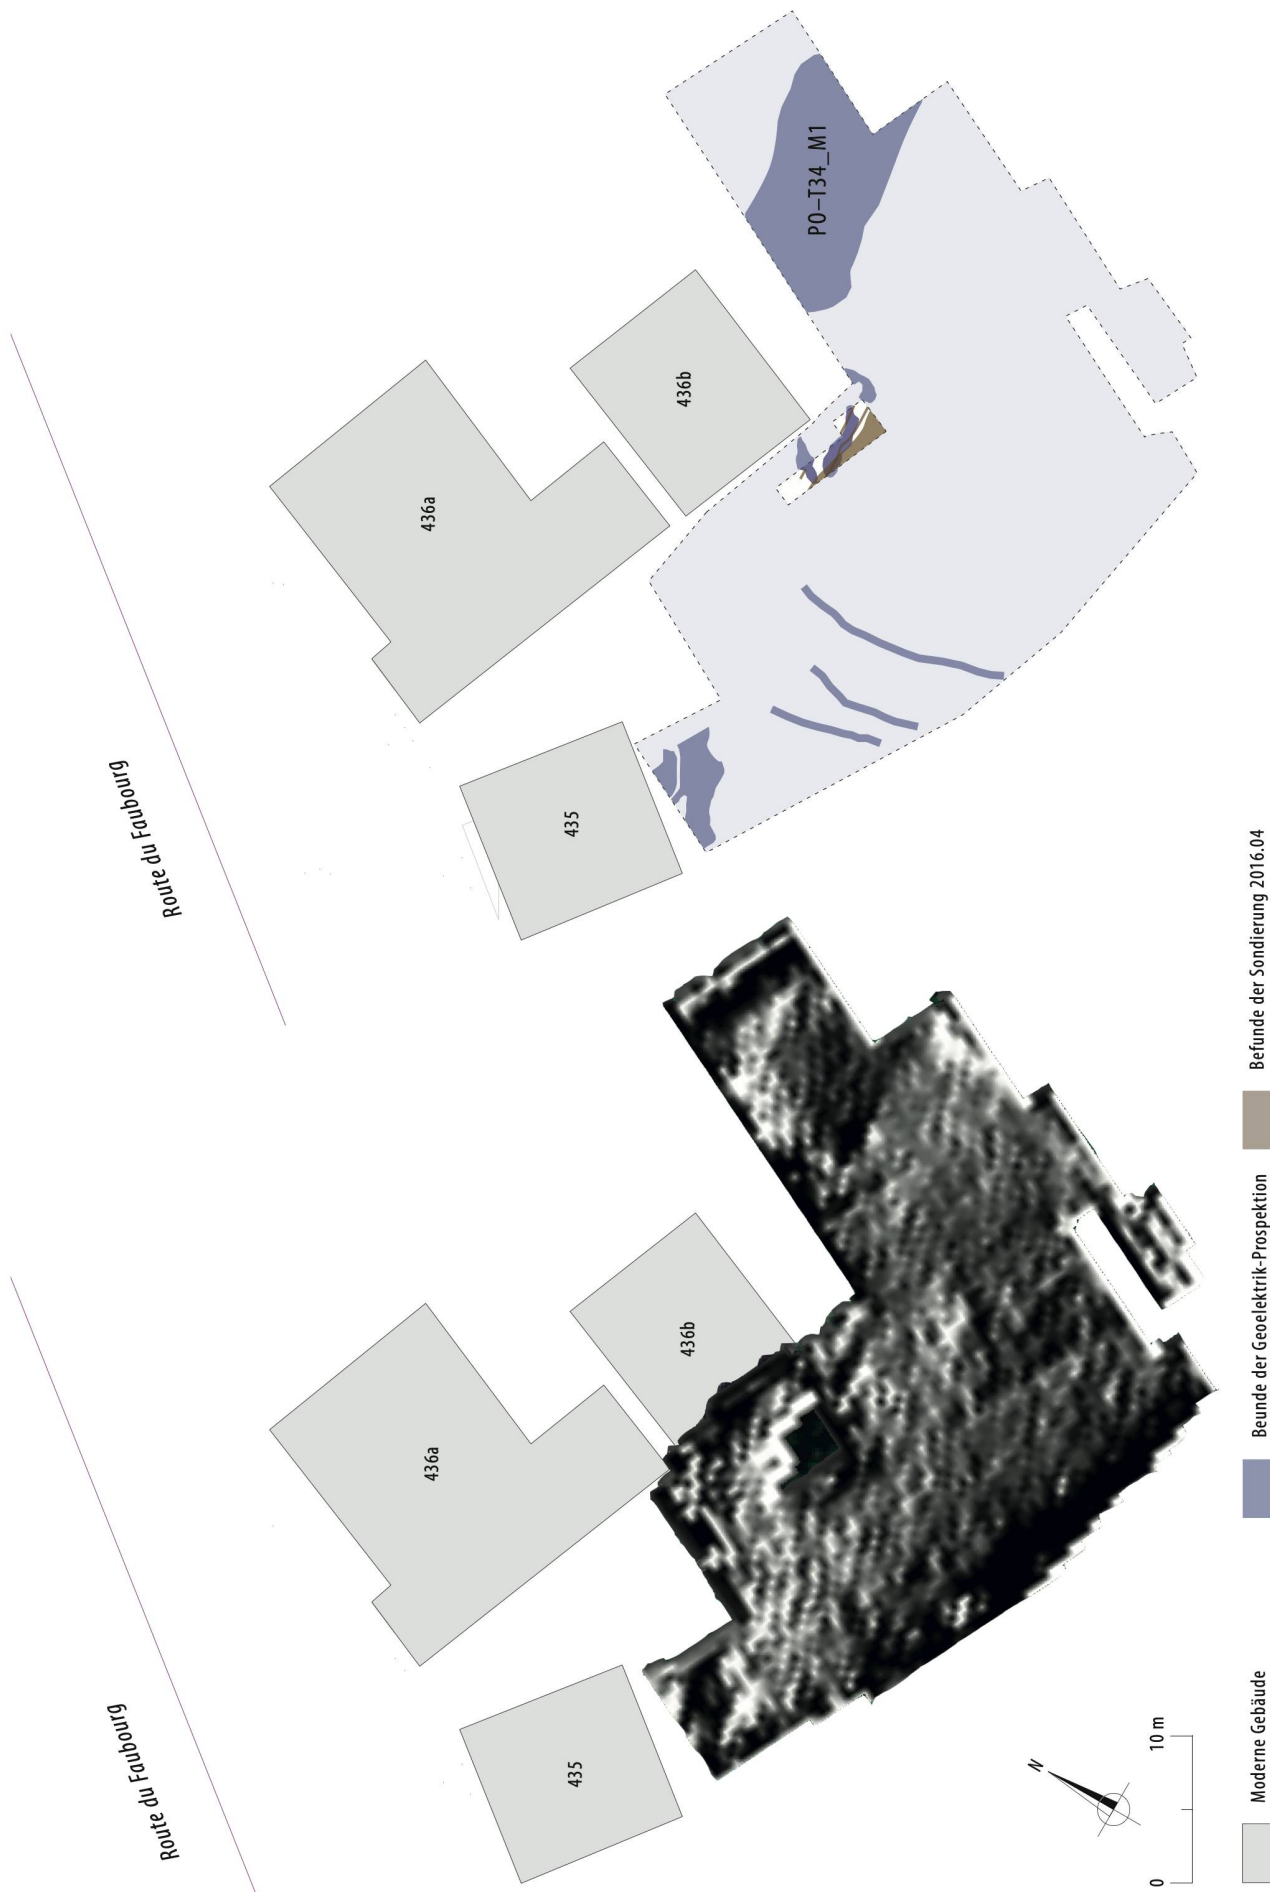 Route du Faubourg
435
436a
436b
N
0
10 m
Route du Faubourg
435
436a
436b
PO–T34_M1
Moderne Gebäude
Beunde der Geoelektrik-Prospektion
Befunde der Sondierung 2016.04